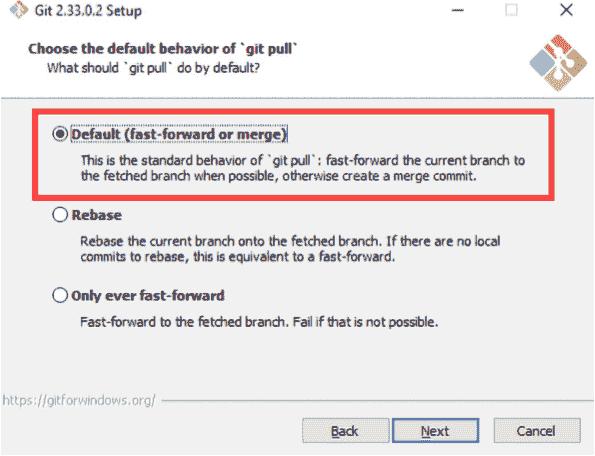 Git 2.33.0.2 Setup
Choose the default behavior of `git pull`
What should `git pull` do by default?
Default (fast-forward or merge)
This is the standard behavior of `git pull`: fast-forward the current branch to
the fetched branch when possible, otherwise create a merge commit.
Rebase
Rebase the current branch onto the fetched branch. If there are no local
commits to rebase, this is equivalent to a fast-forward.
Only ever fast-forward
Fast-forward to the fetched branch. Fail if that is not possible.
https://gitforwindows.org/
Back Next Cancel